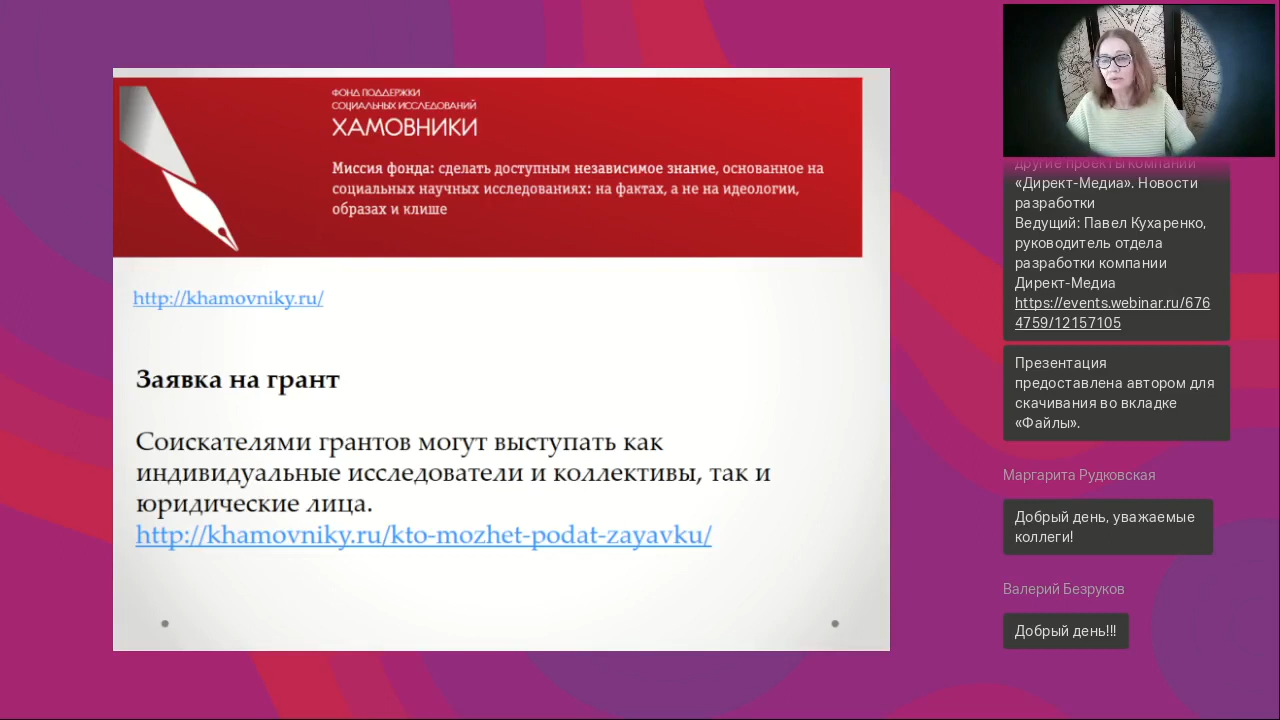 ФОНД ПОДДЕРЖКИ
СОЦИАЛЬНЫХ ИССЛЕДОВАНИЙ
ХАМОВНИКИ
Миссия фонда: сделать доступным независимое знание, основанное на
социальных научных исследованиях: на фактах, а не на идеологии,
образах и клише
http://khamovniky.ru/
Заявка на грант
Соискателями грантов могут выступать как
индивидуальные исследователи и коллективы, так и
юридические лица.
http://khamovniky.ru/kto-mozhet-podat-zayavku/
другие проекты компании
«Директ-Медиа». Новости
разработки
Ведущий: Павел Кухаренко,
руководитель отдела
разработки компании
Директ-Медиа
https://events.webinar.ru/676
4759/12157105
Презентация
предоставлена автором для
скачивания во вкладке
«Файлы».
Маргарита Рудковская
Добрый день, уважаемые
коллеги!
Валерий Безруков
Добрый день!!!